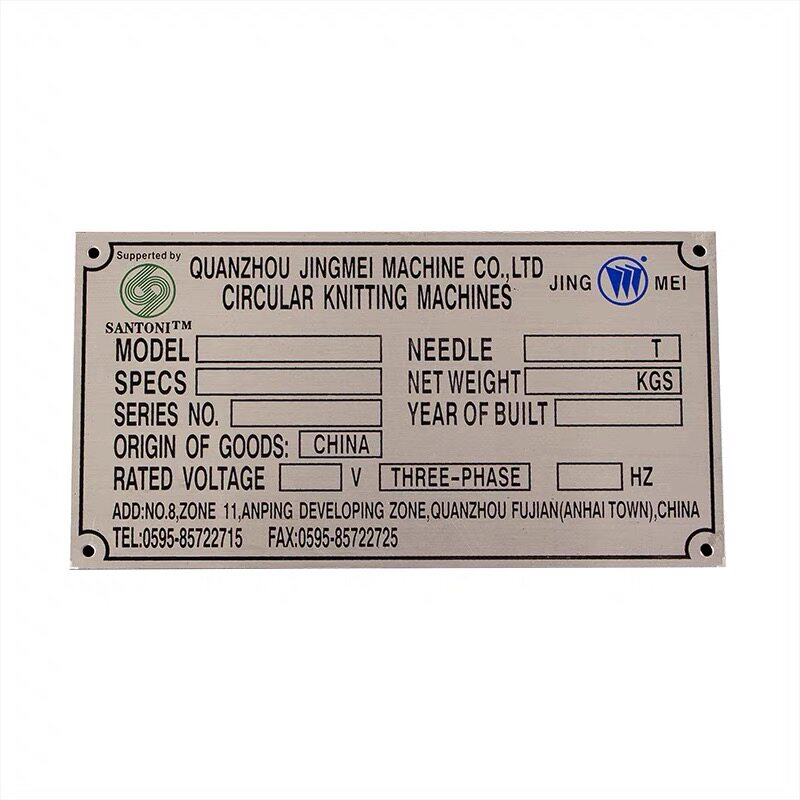 Supported by
SANTONI™
QUANZHOU JINGMEI MACHINE CO.,LTD
CIRCULAR KNITTING MACHINES
JING MEI
MODEL NEEDLE T
SPECS NET WEIGHT KGS
SERIES NO. YEAR OF BUILT
ORIGIN OF GOODS: CHINA
RATED VOLTAGE V THREE-PHASE HZ
ADD:NO.8,ZONE 11,ANPING DEVELOPING ZONE,QUANZHOU FUJIAN(ANHAI TOWN),CHINA
TEL:0595-85722715 FAX:0595-85722725